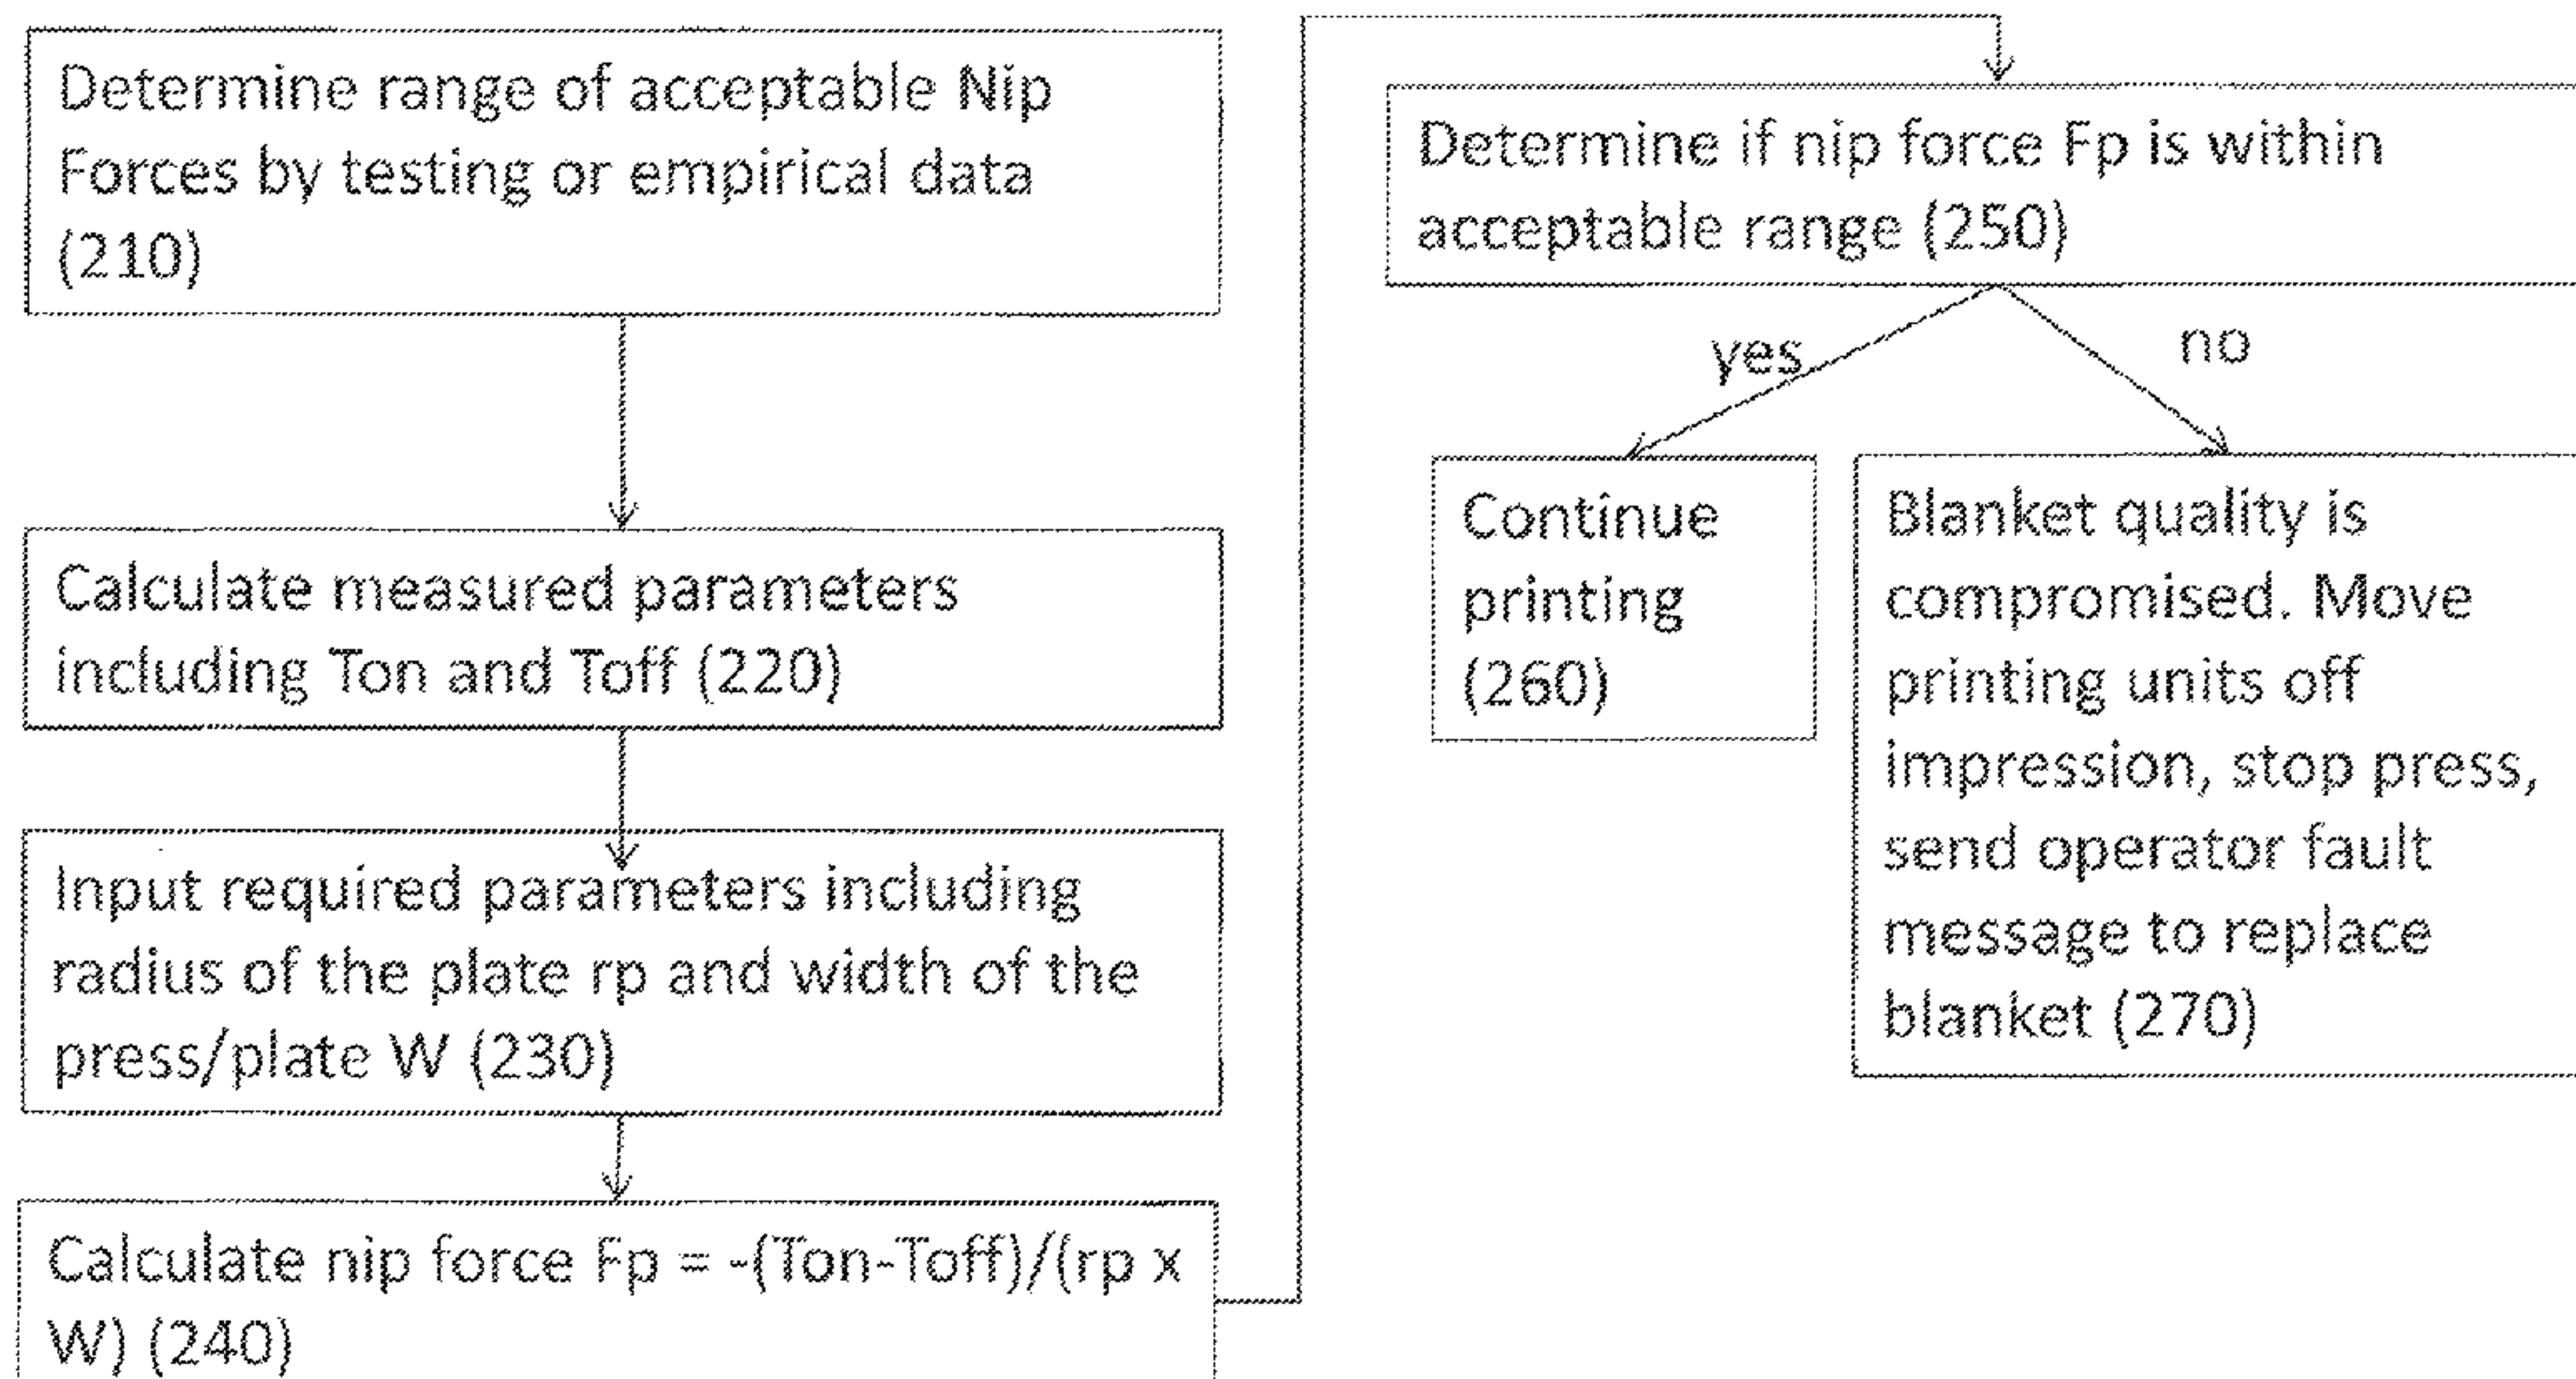 Determine range of acceptable Nip
Forces by testing or empirical data
(210)
Calculate measured parameters
including Ton and Toff (220)
Input required parameters including
radius of the plate rp and width of the
press/plate W (230)
Calculate nip force Fp = -(Ton-Toff)/(rp x
W) (240)
Determine if nip force Fp is within
acceptable range (250)
yes
no
Continue
printing
(260)
Blanket quality is
compromised. Move
printing units off
impression, stop press,
send operator fault
message to replace
blanket (270)